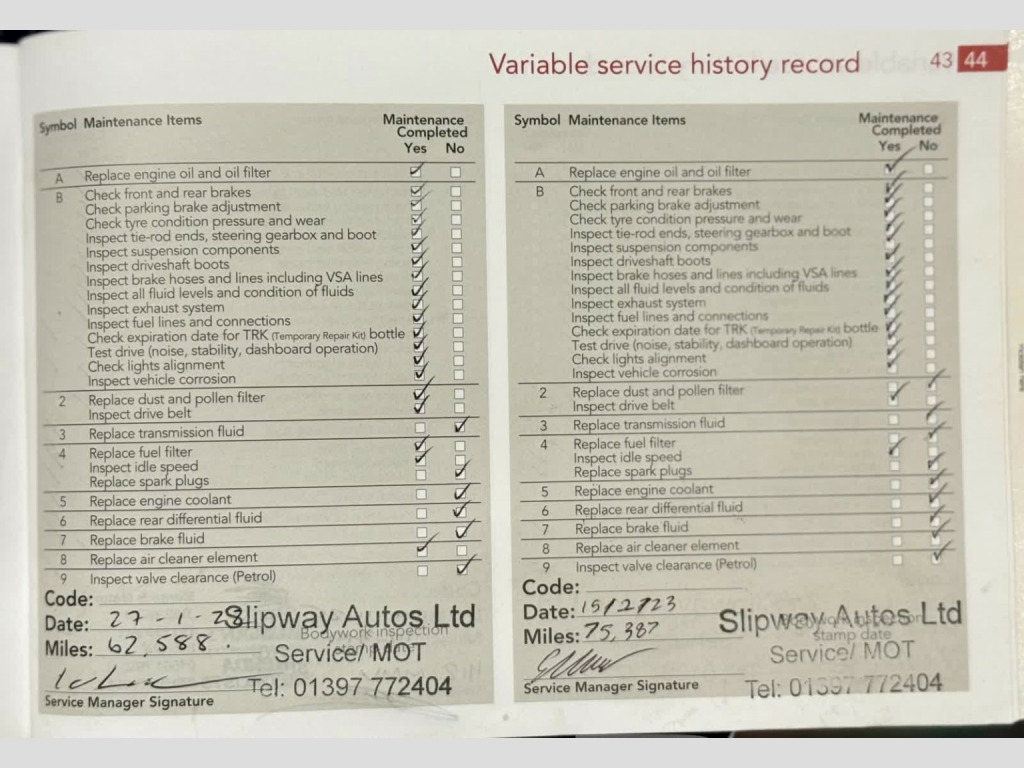 Variable service history record 43 44
Symbol Maintenance Items Maintenance Completed
Yes No
A Replace engine oil and oil filter
B Check front and rear brakes
Check parking brake adjustment
Check tyre condition pressure and wear
Inspect tie-rod ends, steering gearbox and boot
Inspect suspension components
Inspect driveshaft boots
Inspect brake hoses and lines including VSA lines
Inspect all fluid levels and condition of fluids
Inspect exhaust system
Inspect fuel lines and connections
Check expiration date for TRK (Temporary Repair Kit) bottle
Test drive (noise, stability, dashboard operation)
Check lights alignment
Inspect vehicle corrosion
2 Replace dust and pollen filter
Inspect drive belt
3 Replace transmission fluid
4 Replace fuel filter
Inspect idle speed
Replace spark plugs
5 Replace engine coolant
6 Replace rear differential fluid
7 Replace brake fluid
8 Replace air cleaner element
9 Inspect valve clearance (Petrol)
Code:
Date: 27 - 1 -
Miles: 62,588.
Slipway Autos Ltd
Bodywork inspection
stamp date
Service/ MOT
Tel: 01397 772404
Service Manager Signature
Symbol Maintenance Items Maintenance Completed
Yes No
A Replace engine oil and oil filter
B Check front and rear brakes
Check parking brake adjustment
Check tyre condition pressure and wear
Inspect tie-rod ends, steering gearbox and boot
Inspect suspension components
Inspect driveshaft boots
Inspect brake hoses and lines including VSA lines
Inspect all fluid levels and condition of fluids
Inspect exhaust system
Inspect fuel lines and connections
Check expiration date for TRK (Temporary Repair Kit) bottle
Test drive (noise, stability, dashboard operation)
Check lights alignment
Inspect vehicle corrosion
2 Replace dust and pollen filter
Inspect drive belt
3 Replace transmission fluid
4 Replace fuel filter
Inspect idle speed
Replace spark plugs
5 Replace engine coolant
6 Replace rear differential fluid
7 Replace brake fluid
8 Replace air cleaner element
9 Inspect valve clearance (Petrol)
Code:
Date: 15/2/23
Miles: 75,387
Slipway Autos Ltd
stamp date
Service/ MOT
Tel: 01397 772404
Service Manager Signature